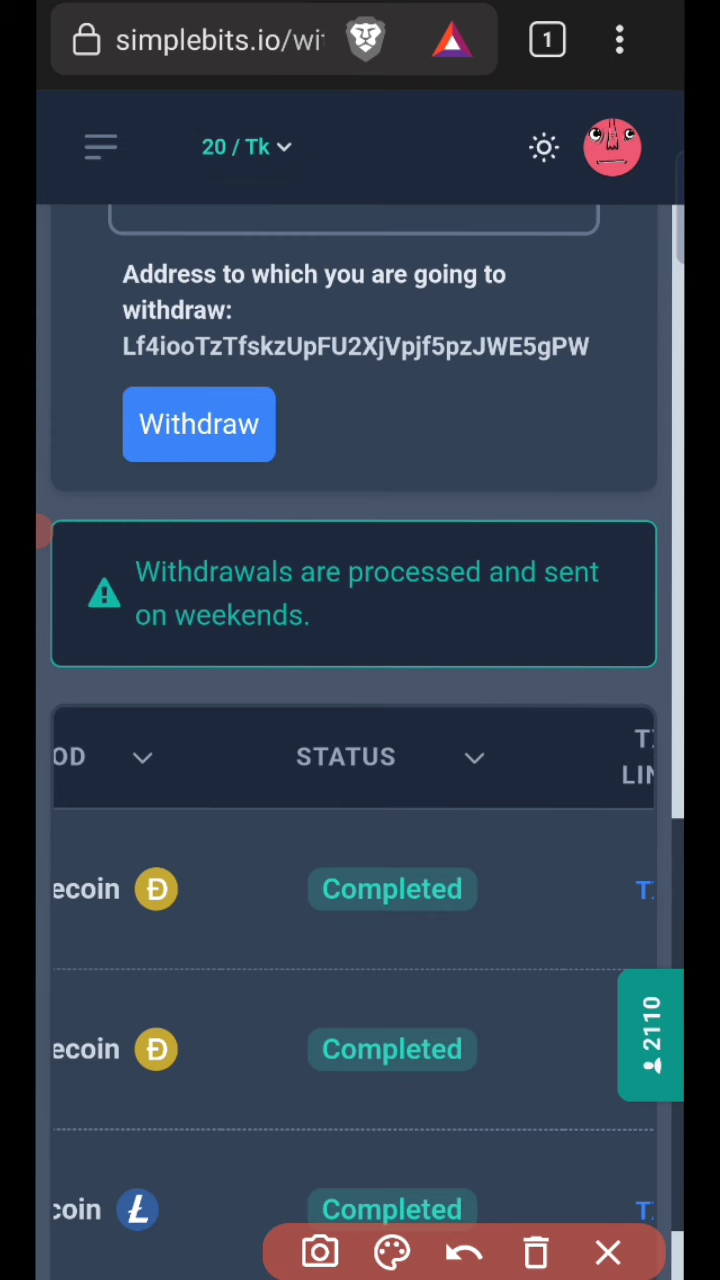 simplebits.io/wi
1
20 / Tk
Address to which you are going to
withdraw:
Lf4iooTzTfskzUpFU2XjVpjf5pzJWE5gPW
Withdraw
Withdrawals are processed and sent
on weekends.
OD
STATUS
ecoin
Completed
ecoin
Completed
2110
coin
Completed